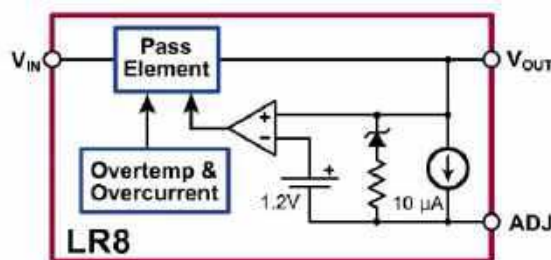 Pass
Element
VIN
VOUT
+
−
Overtemp &
Overcurrent
+
1.2V
10 µA
ADJ
LR8